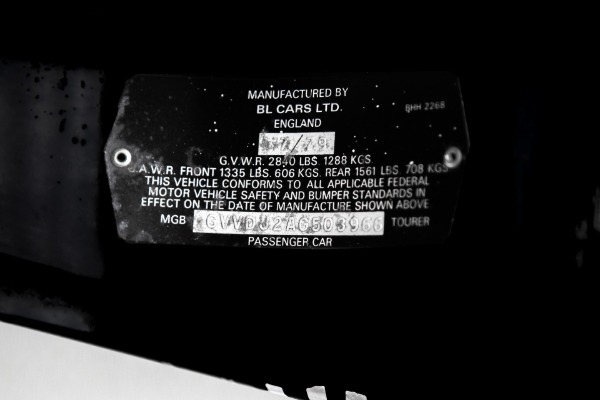 MANUFACTURED BY
BL CARS LTD.
BHH 2268
ENGLAND
G.V.W.R. 2840 LBS. 1288 KGS
G.A.W.R. FRONT 1335 LBS. 606 KGS. REAR 1561 LBS. 708 KGS
THIS VEHICLE CONFORMS TO ALL APPLICABLE FEDERAL
MOTOR VEHICLE SAFETY AND BUMPER STANDARDS IN
EFFECT ON THE DATE OF MANUFACTURE SHOWN ABOVE
MGB GVVDJ2AG503966 TOURER
PASSENGER CAR